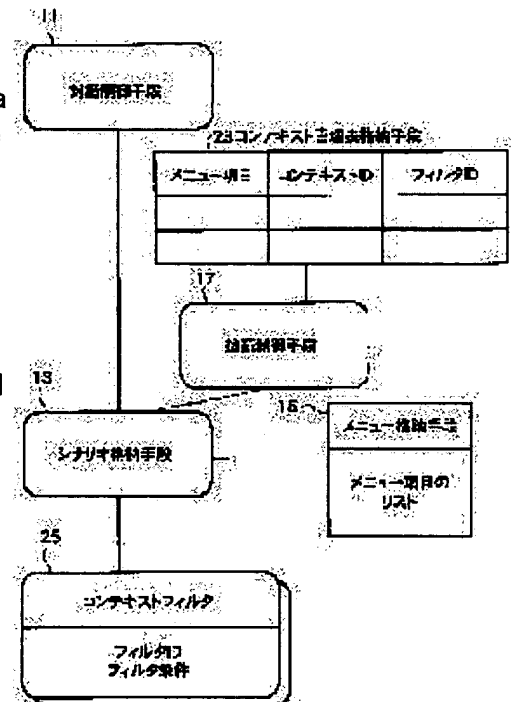 11
対話制御手段
a
23 コンテキスト管理表格納手段
メニュー項目 コンテキストID フィルタID
17
対話制御手段
13
シナリオ格納手段
15
メニュー格納手段
メニュー項目の
リスト
25
コンテキストフィルタ
フィルタID
フィルタ条件